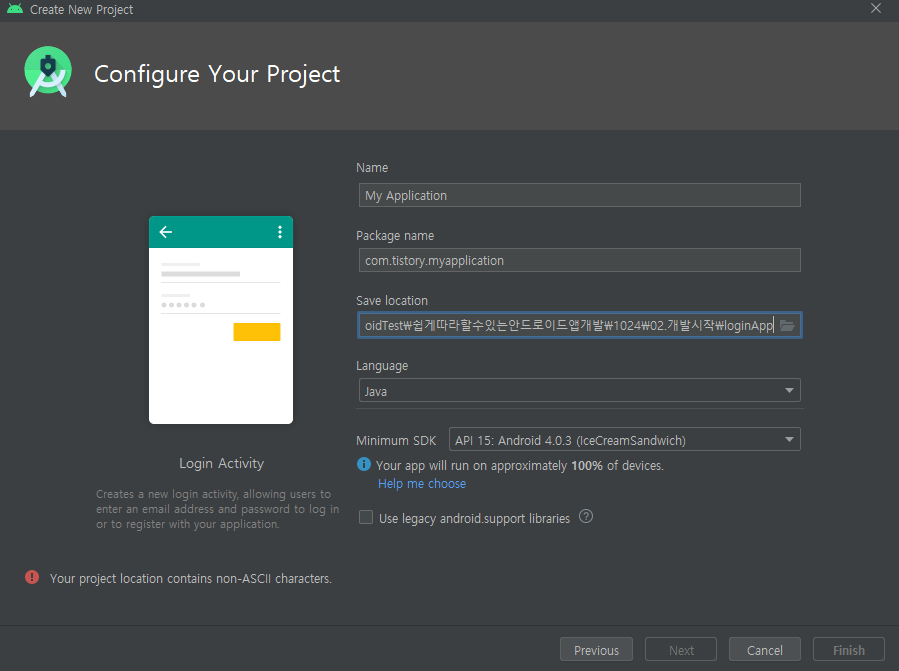 Create New Project
Configure Your Project
Name
My Application
Package name
com.tistory.myapplication
Save location
oidTest₩쉽게따라할수있는안드로이드앱개발₩1024₩02.개발시작₩loginApp
Language
Java
Minimum SDK
API 15: Android 4.0.3 (IceCreamSandwich)
Your app will run on approximately 100% of devices.
Help me choose
Use legacy android.support libraries
?
Login Activity
Creates a new login activity, allowing users to
enter an email address and password to log in
or to register with your application.
Your project location contains non-ASCII characters.
Previous
Next
Cancel
Finish